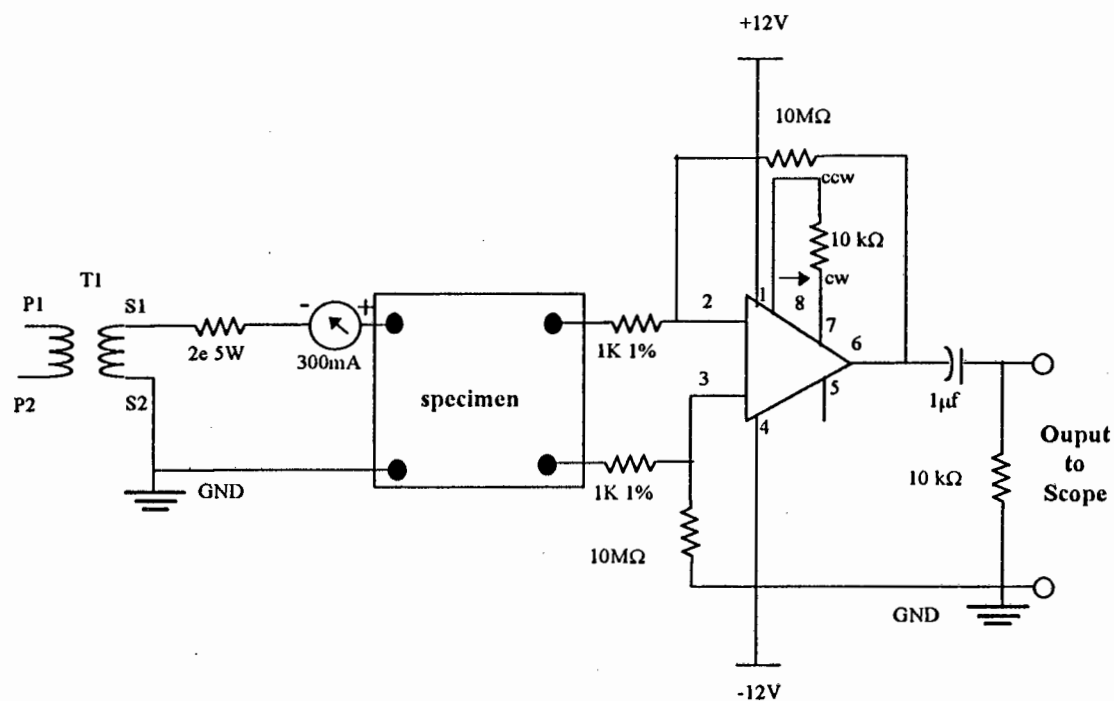 +12V
10MΩ
ccw
10 kΩ
cw
T1
P1
S1
-
+
1
8
2
7
2e 5W
300mA
1K 1%
6
P2
S2
specimen
3
5
1μf
4
Ouput
to
Scope
GND
1K 1%
10 kΩ
10MΩ
GND
-12V